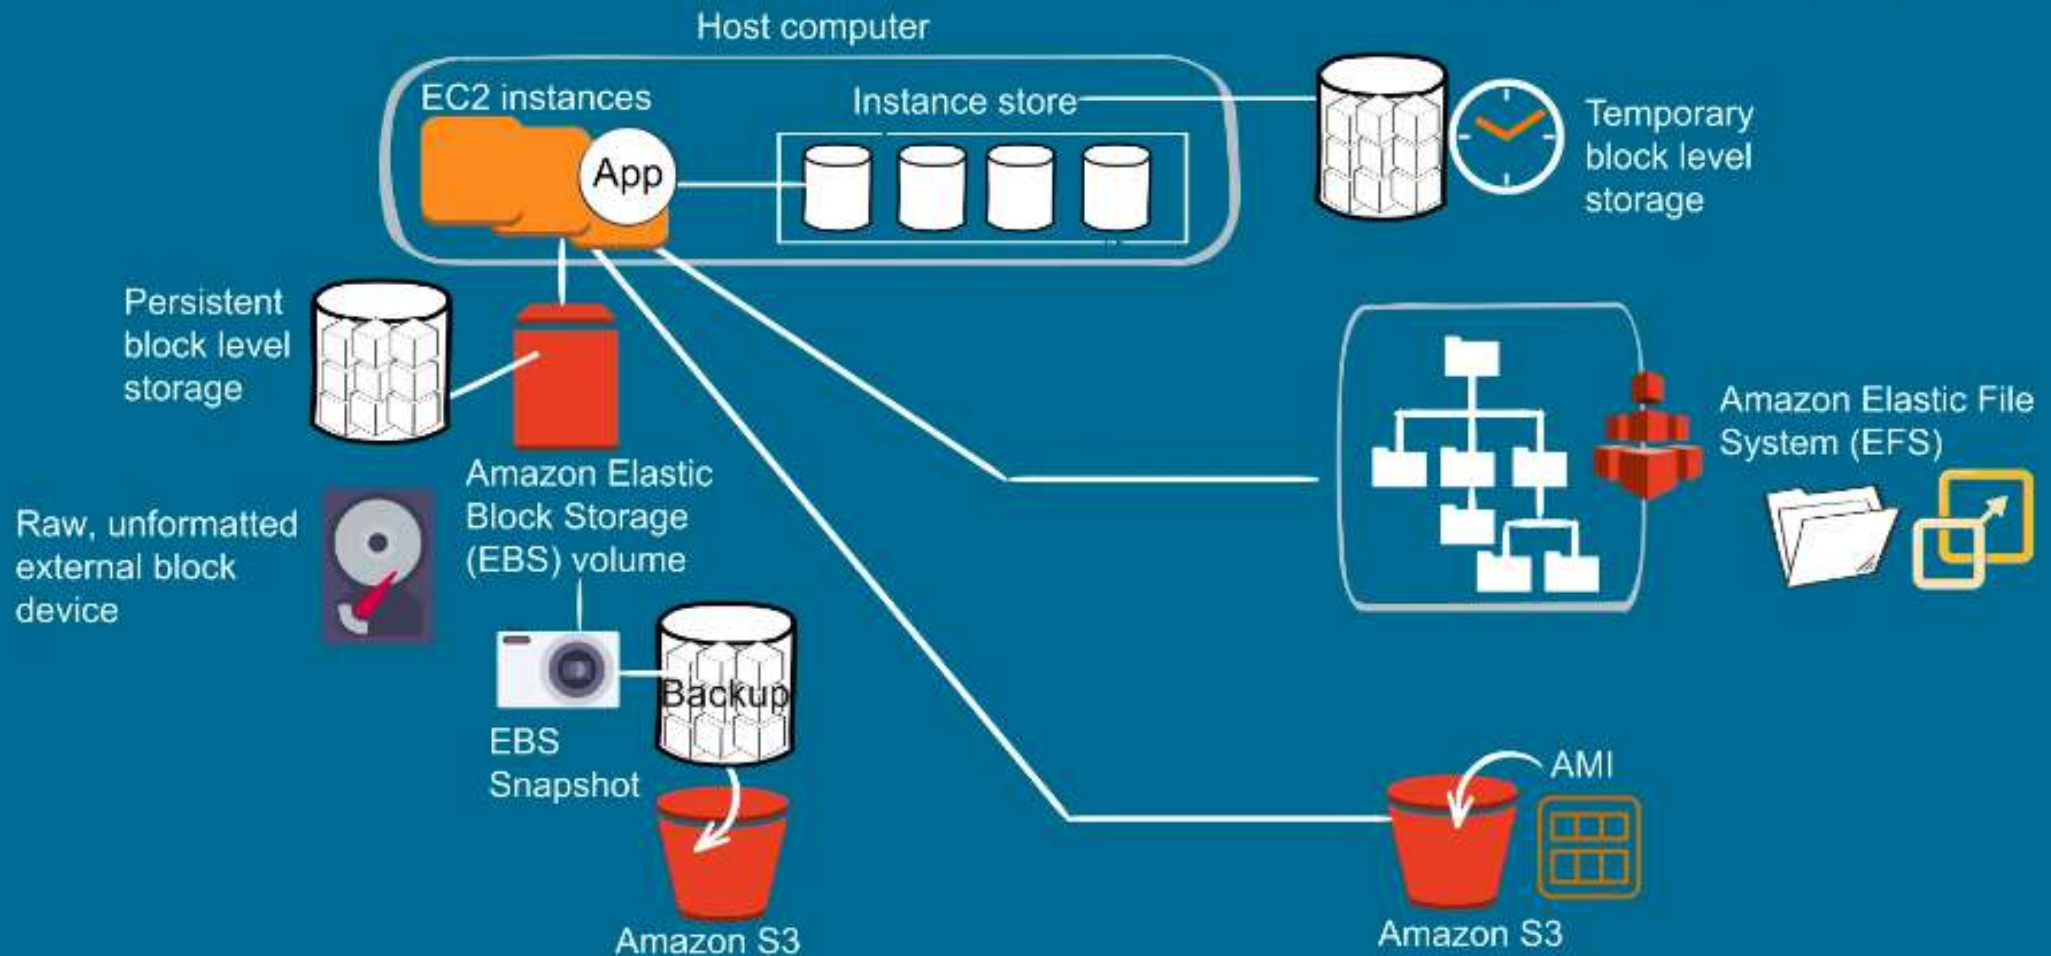 Host computer
EC2 instances
App
Instance store
Temporary
block level
storage
Persistent
block level
storage
Amazon Elastic File
System (EFS)
Raw, unformatted
external block
device
Amazon Elastic
Block Storage
(EBS) volume
Backup
EBS
Snapshot
AMI
Amazon S3
Amazon S3